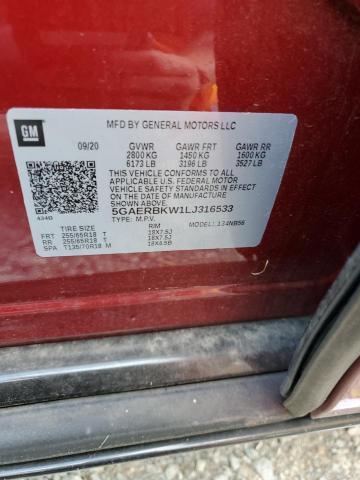 GM
MFD BY GENERAL MOTORS LLC
09/20 GVWR GAWR FRT GAWR RR
2800 KG 1450 KG 1600 KG
6173 LB 3196 LB 3527 LB
THIS VEHICLE CONFORMS TO ALL
APPLICABLE U.S. FEDERAL MOTOR
VEHICLE SAFETY
STANDARDS IN EFFECT ON THE DATE OF
MANUFACTURE SHOWN ABOVE.
5GAERBKW1LJ316533
TYPE: M.P.V. MODEL:
TIRE SIZE RIM
FRT 255/65R18 T 18X7.5J
RR 255/65R18 T 18X7.5J
SPA T135/70R18 M 18X4.5B